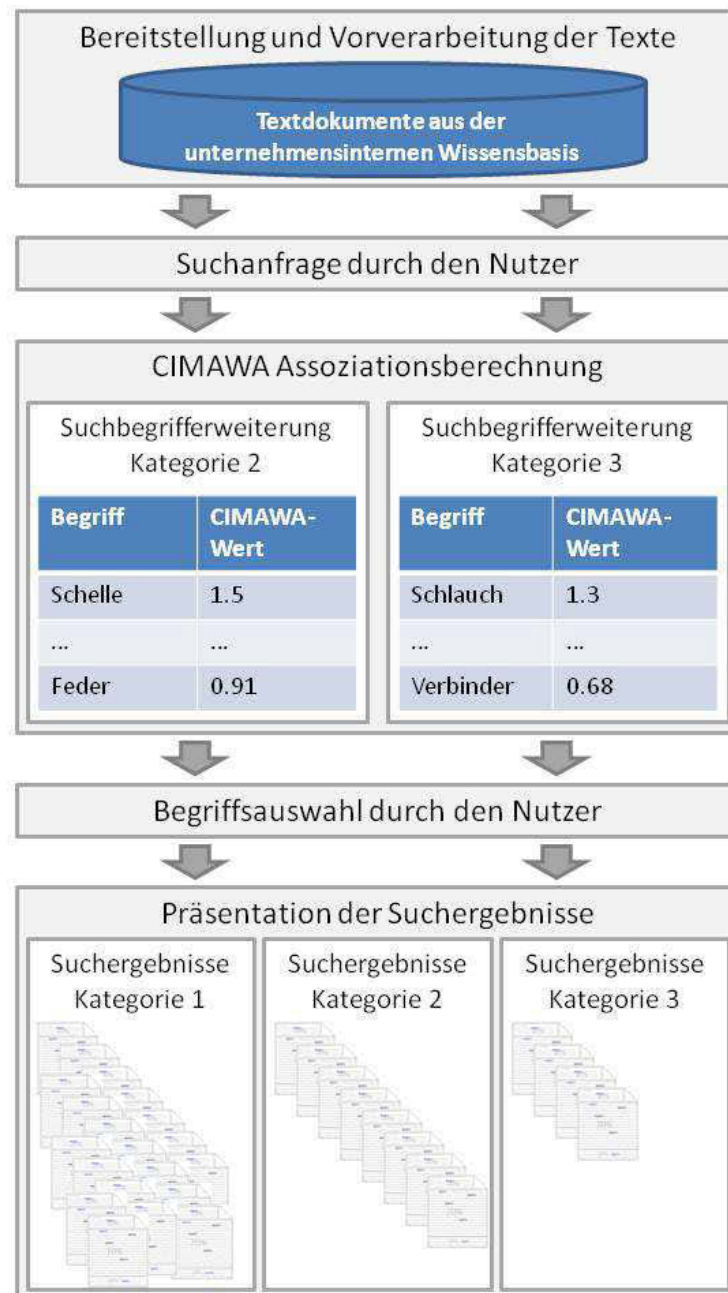 Bereitstellung und Vorverarbeitung der Texte
Textdokumente aus der
unternehmensinternen Wissensbasis
Suchanfrage durch den Nutzer
CIMAWA Assoziationsberechnung
Suchbegrifferweiterung
Kategorie 2
Begriff CIMAWA-
Wert
Schelle 1.5
... ...
Feder 0.91
Suchbegrifferweiterung
Kategorie 3
Begriff CIMAWA-
Wert
Schlauch 1.3
... ...
Verbinder 0.68
Begriffsauswahl durch den Nutzer
Präsentation der Suchergebnisse
Suchergebnisse
Kategorie 1
Suchergebnisse
Kategorie 2
Suchergebnisse
Kategorie 3